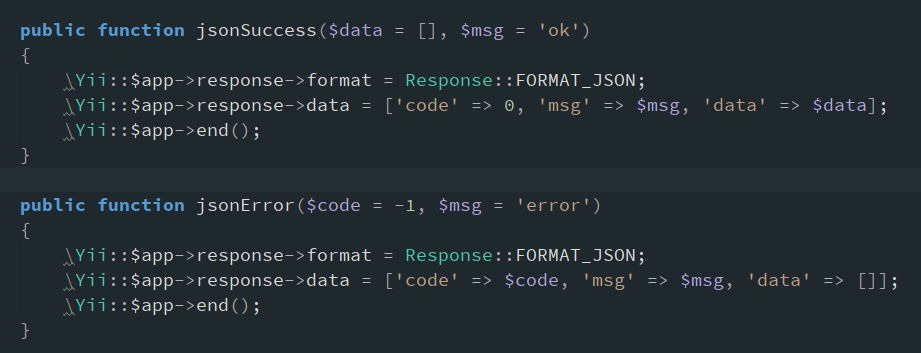 public function jsonSuccess($data = [], $msg = 'ok')
{
    \Yii::$app->response->format = Response::FORMAT_JSON;
    \Yii::$app->response->data = ['code' => 0, 'msg' => $msg, 'data' => $data];
    \Yii::$app->end();
}
public function jsonError($code = -1, $msg = 'error')
{
    \Yii::$app->response->format = Response::FORMAT_JSON;
    \Yii::$app->response->data = ['code' => $code, 'msg' => $msg, 'data' => []];
    \Yii::$app->end();
}